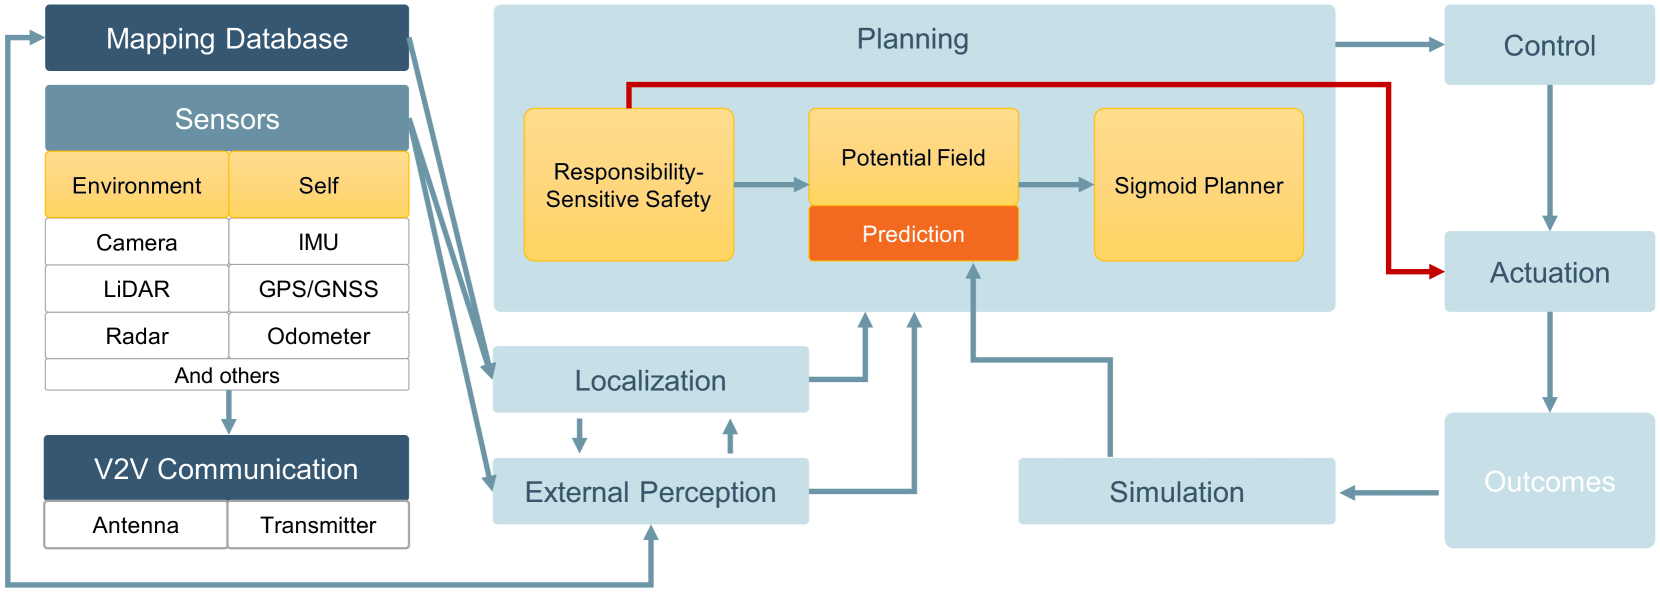 Mapping Database
Sensors
Environment
Self
Camera
IMU
LiDAR
GPS/GNSS
Radar
Odometer
And others
V2V Communication
Antenna
Transmitter
Planning
Responsibility-
Sensitive Safety
Potential Field
Prediction
Sigmoid Planner
Localization
External Perception
Control
Actuation
Outcomes
Simulation